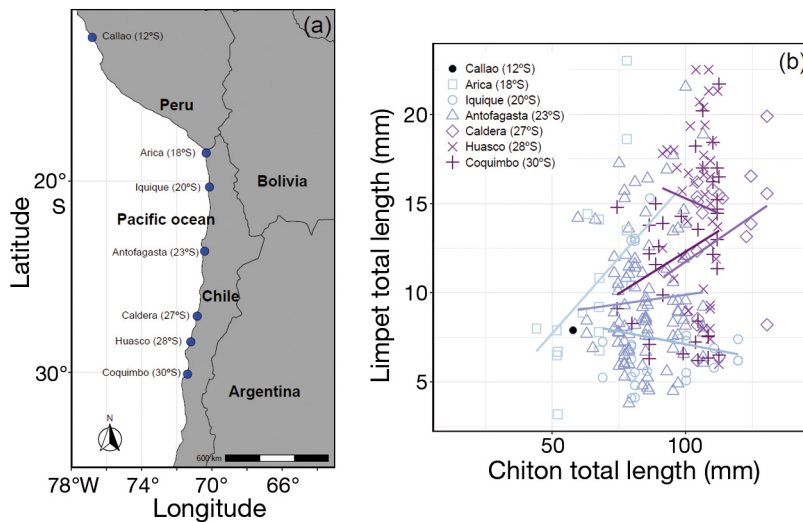 (a)
Callao (12ºS)
Peru
Arica (18ºS)
Bolivia
Iquique (20ºS)
Pacific ocean
Antofagasta (23ºS)
Chile
Caldera (27ºS)
Huasco (28ºS)
Coquimbo (30ºS)
Argentina
N
600 km
20°
S
30°
Latitude
78°W
70°
66°
Longitude
(b)
Callao (12ºS)
Arica (18ºS)
Iquique (20ºS)
Antofagasta (23ºS)
Caldera (27ºS)
Huasco (28ºS)
Coquimbo (30ºS)
20
15
10
5
Limpet total length (mm)
50
100
Chiton total length (mm)